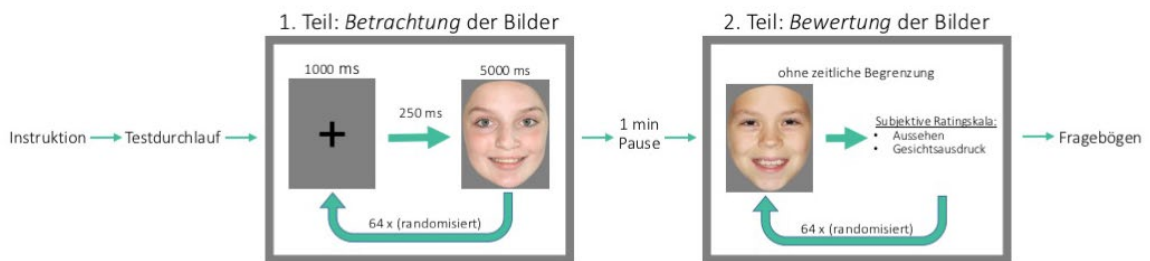 1. Teil: Betrachtung der Bilder
2. Teil: Bewertung der Bilder
Instruktion
Testdurchlauf
1000 ms
250 ms
5000 ms
64 x (randomisiert)
1 min
Pause
ohne zeitliche Begrenzung
Subjektive Ratingskala:
• Aussehen
• Gesichtsausdruck
64 x (randomisiert)
Fragebögen